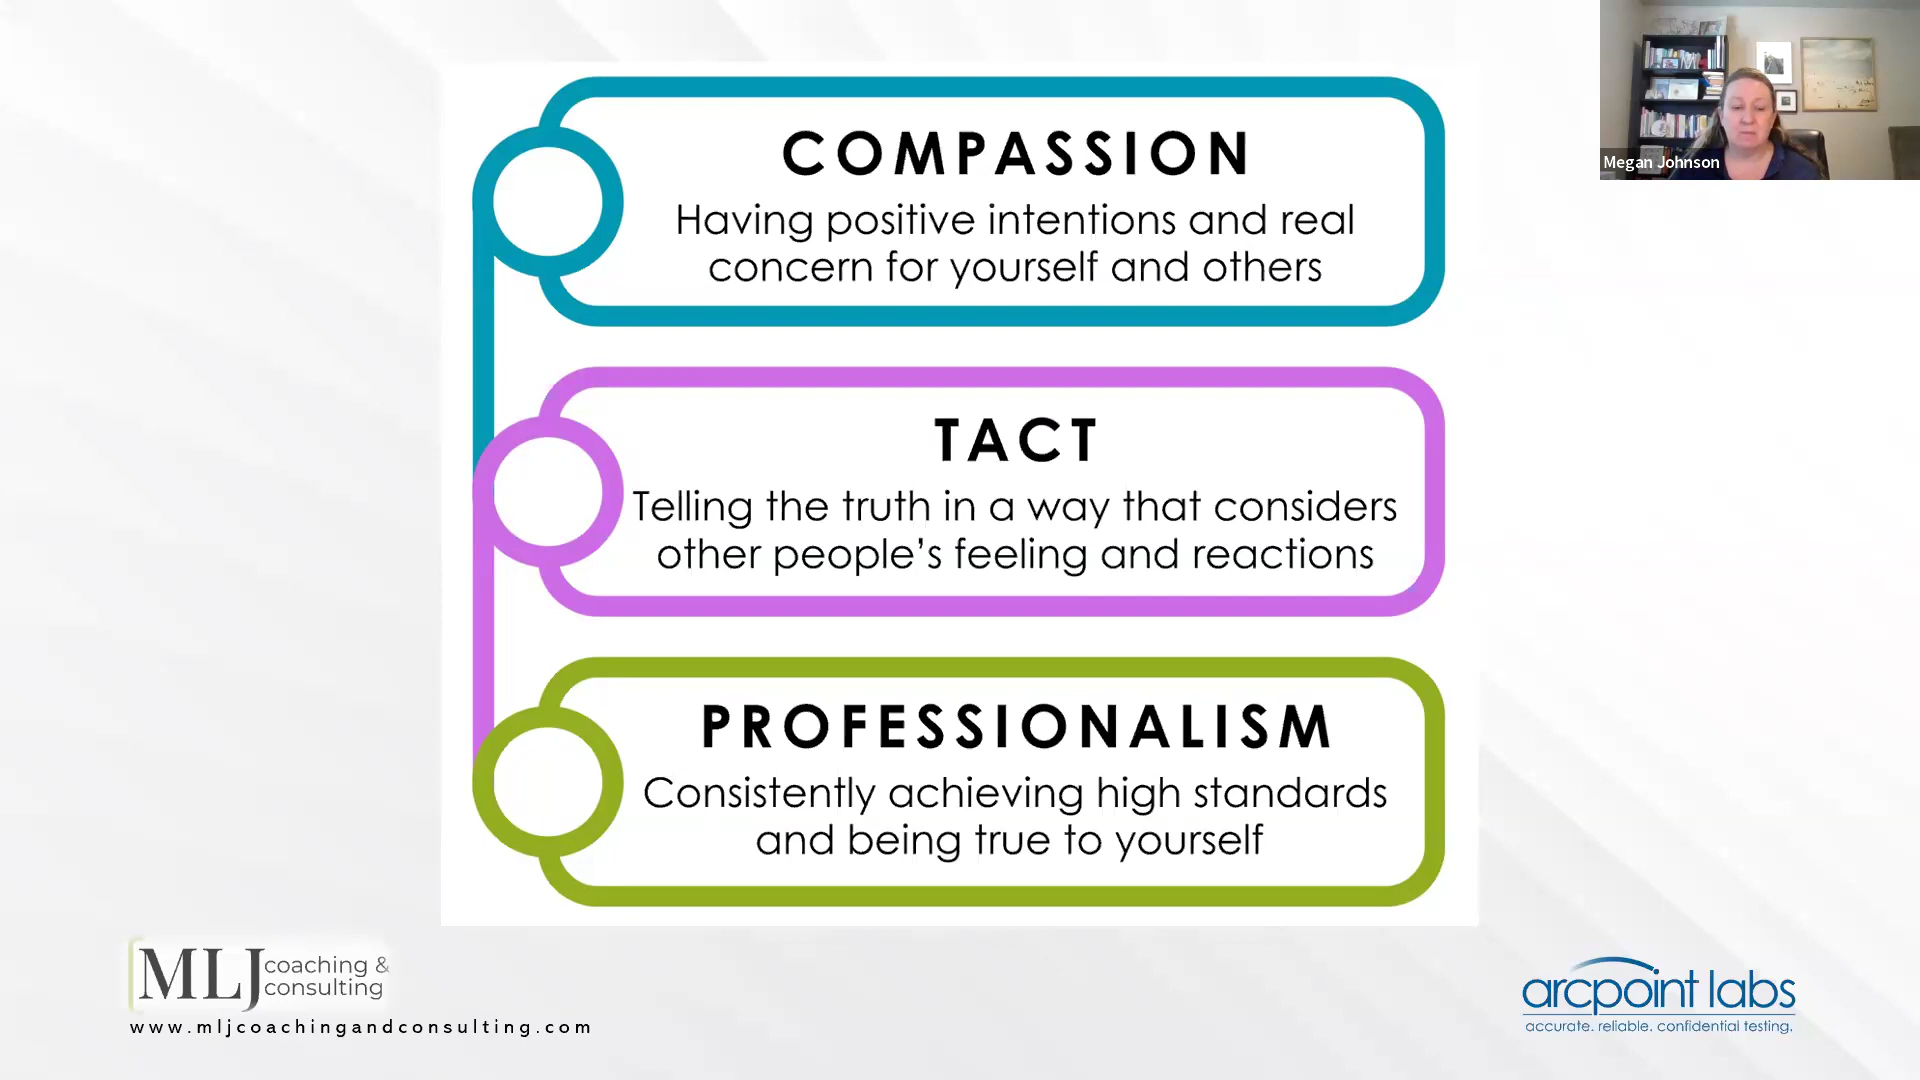 COMPASSION
Having positive intentions and real
concern for yourself and others
TACT
Telling the truth in a way that considers
other people's feeling and reactions
PROFESSIONALISM
Consistently achieving high standards
and being true to yourself
Megan Johnson
MLJ coaching &
consulting
www.mljcoachingandconsulting.com
arcpoint labs
accurate. reliable. confidential testing.